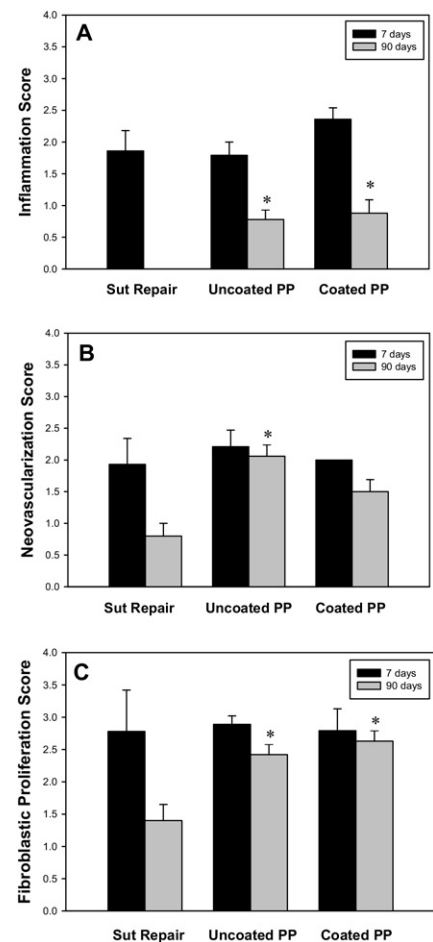 A
7 days
90 days
Inflammation Score
4.0
3.5
3.0
2.5
2.0
1.5
1.0
0.5
0.0
*
*
Sut Repair Uncoated PP Coated PP
B
7 days
90 days
Neovascularization Score
4.0
3.5
3.0
2.5
2.0
1.5
1.0
0.5
0.0
*
Sut Repair Uncoated PP Coated PP
C
7 days
90 days
Fibroblastic Proliferation Score
4.0
3.5
3.0
2.5
2.0
1.5
1.0
0.5
0.0
*
*
Sut Repair Uncoated PP Coated PP